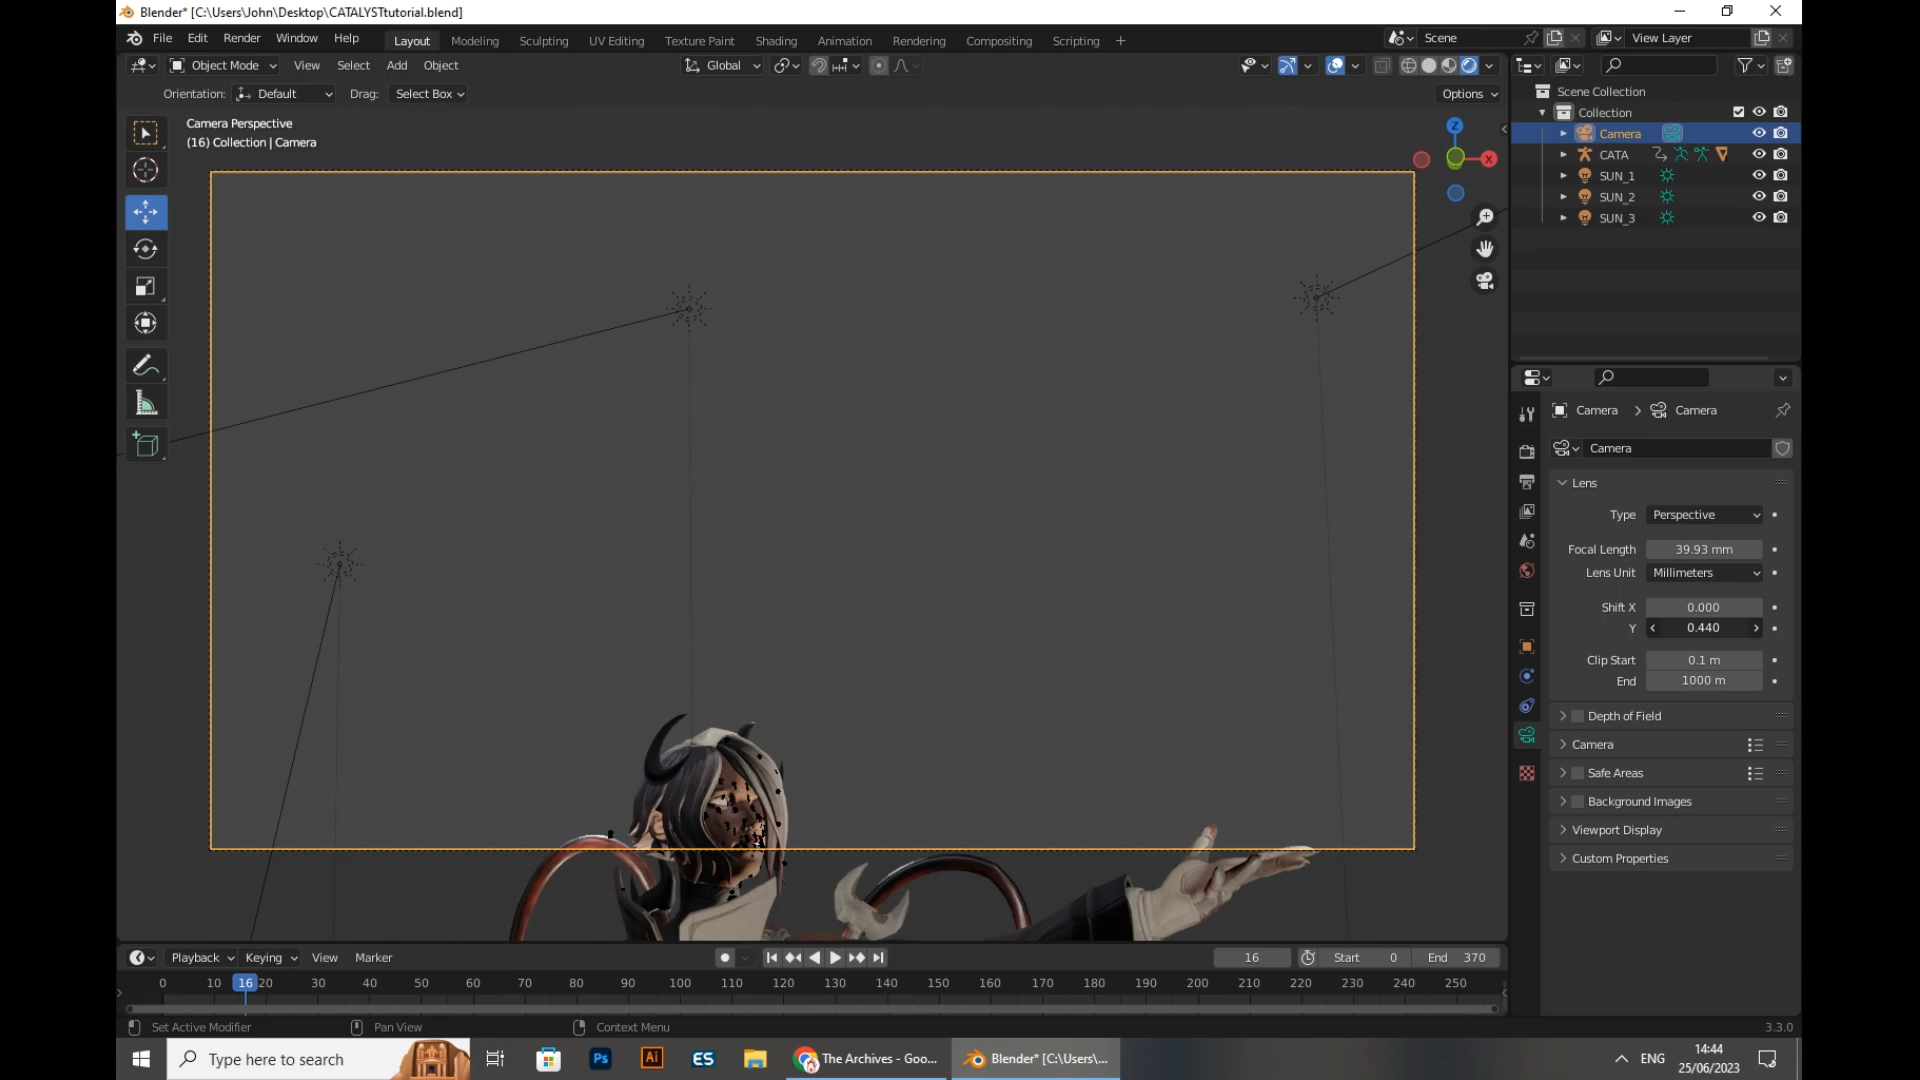 Blender* [C:\Users\John\Desktop\CATALYSTtutorial.blend]
File Edit Render Window Help Layout Modeling Sculpting UV Editing Texture Paint Shading Animation Rendering Compositing Scripting + Scene View Layer
Object Mode View Select Add Object Global
Orientation: Default Drag: Select Box Options
Scene Collection
Camera Perspective
(16) Collection | Camera
Z
X
Collection
Camera
CATA
SUN_1
SUN_2
SUN_3
Camera > Camera
Camera
Lens
Type Perspective
Focal Length 39.93 mm
Lens Unit Millimeters
Shift X 0.000
Y 0.440
Clip Start 0.1 m
End 1000 m
Depth of Field
Camera
Safe Areas
Background Images
Viewport Display
Custom Properties
Playback Keying View Marker 16 Start 0 End 370
0 10 16 20 30 40 50 60 70 80 90 100 110 120 130 140 150 160 170 180 190 200 210 220 230 240 250
Set Active Modifier Pan View Context Menu 3.3.0
Type here to search Ps Ai ES The Archives - Goo... Blender* [C:\Users\... ENG 14:44
25/06/2023